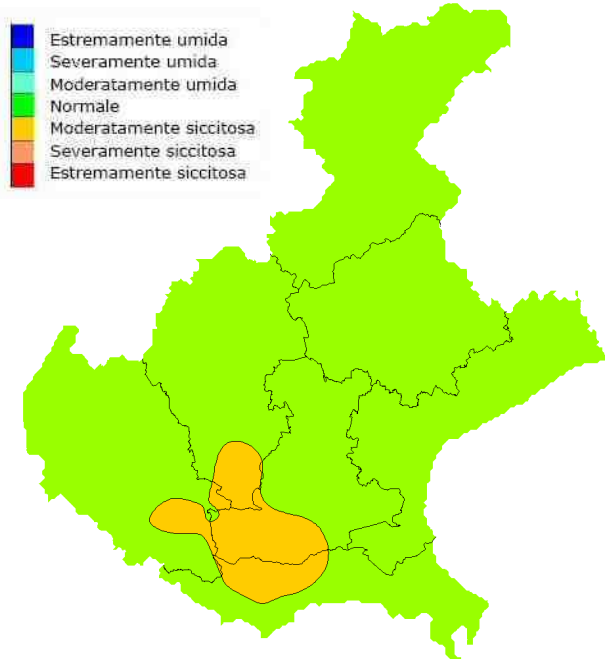 Estremamente umida
Severamente umida
Moderatamente umida
Normale
Moderatamente siccitosa
Severamente siccitosa
Estremamente siccitosa